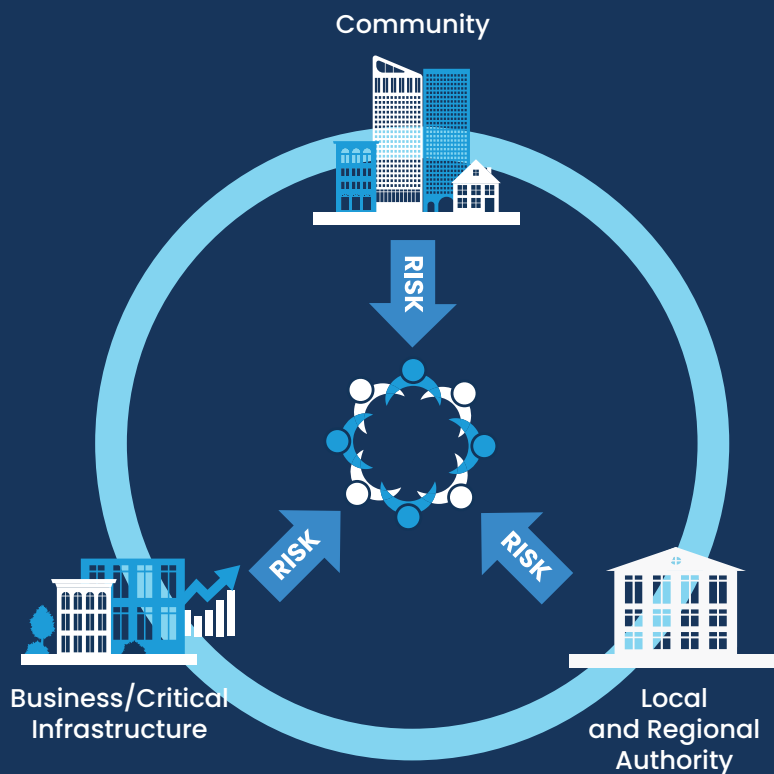 Community
RISK
RISK
RISK
Business/Critical
Infrastructure
Local
and Regional
Authority